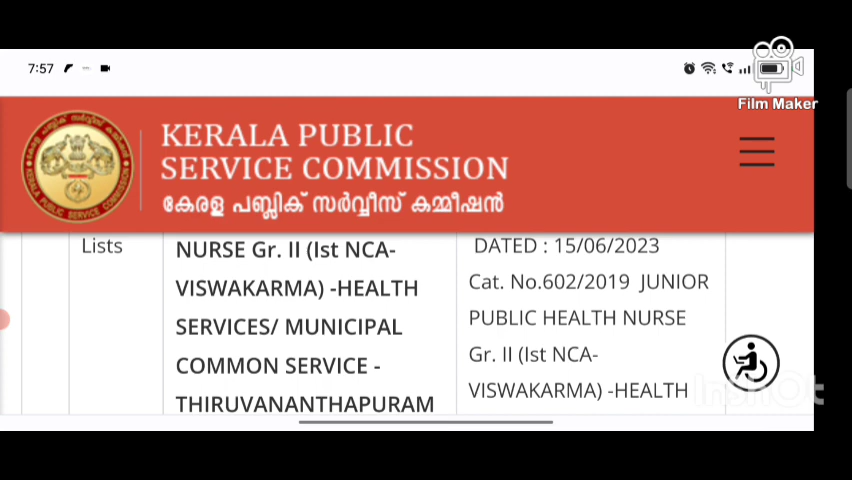 7:57
Film Maker
KERALA PUBLIC
SERVICE COMMISSION
കേരള പബ്ലിക് സർവ്വീസ് കമ്മീഷൻ
Lists
NURSE Gr. II (Ist NCA-
VISWAKARMA) -HEALTH
SERVICES/ MUNICIPAL
COMMON SERVICE -
THIRUVANANTHAPURAM
DATED : 15/06/2023
Cat. No.602/2019 JUNIOR
PUBLIC HEALTH NURSE
Gr. II (Ist NCA-
VISWAKARMA) -HEALTH
InShOt